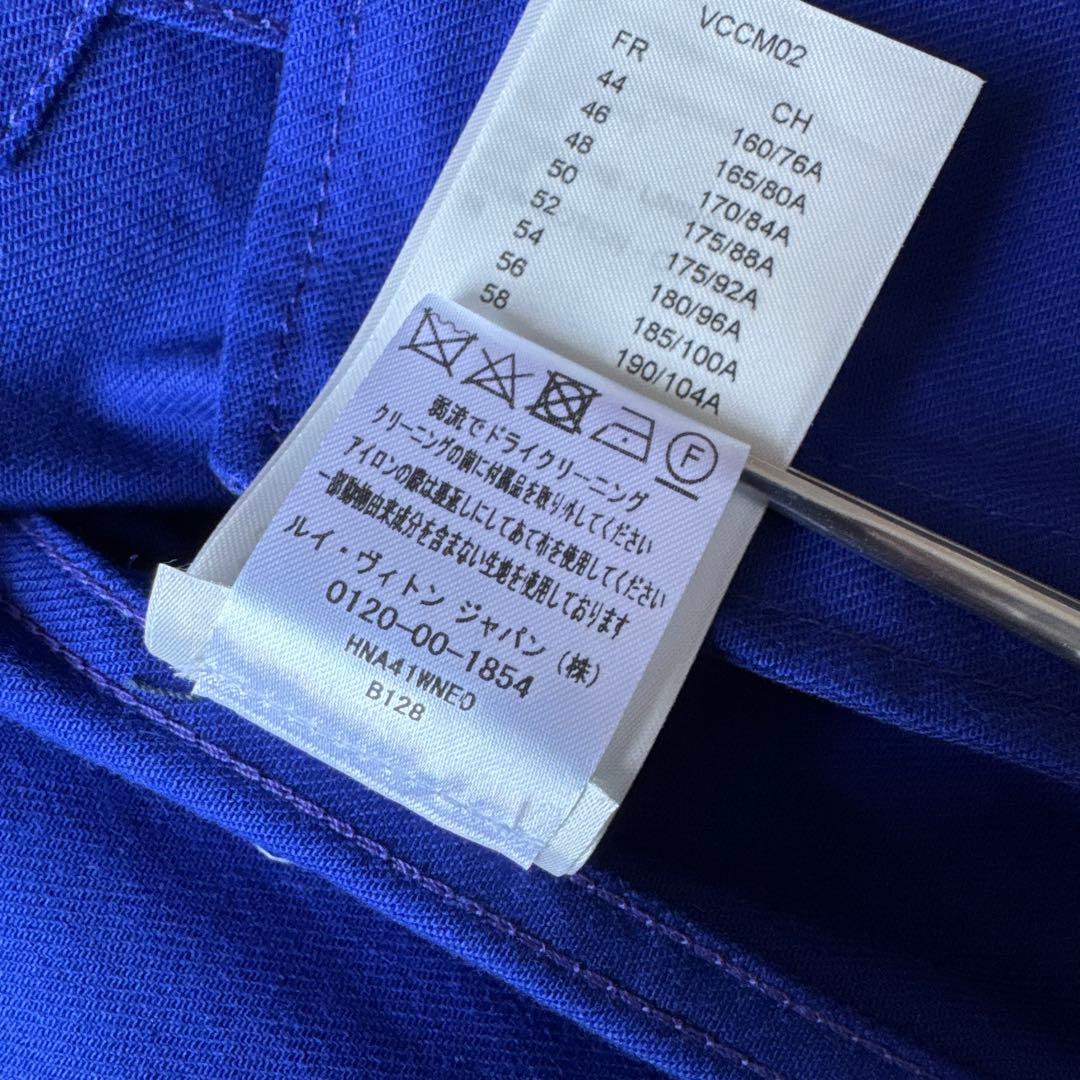 VCCM02
FR CH
44 160/76A
46 165/80A
48 170/84A
50 175/88A
52 175/92A
54 180/96A
56 185/100A
58 190/104A
F
弱流でドライクリーニング
クリーニングの前に付属品を取り外してください
アイロンの際は裏返しにしてあて布を使用してください
一部動物由来成分を含まない生地を使用しております
ルイ・ヴィトン ジャパン(株)
0120-00-1854
HNA41WNEO
B128